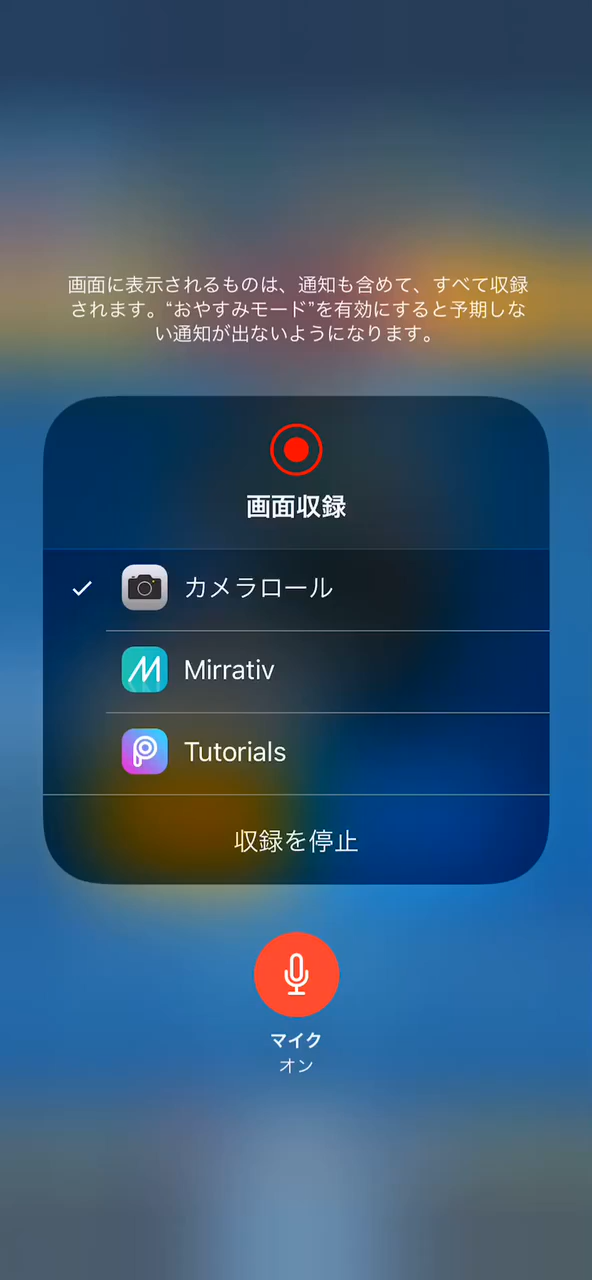 画面に表示されるものは、通知も含めて、すべて収録
されます。“おやすみモード”を有効にすると予期しな
い通知が出ないようになります。
画面収録
カメラロール
Mirrativ
Tutorials
収録を停止
マイク
オン